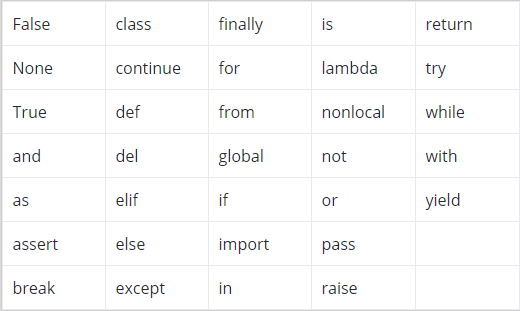 False class finally is return
None continue for lambda try
True def from nonlocal while
and del global not with
as elif if or yield
assert else import pass
break except in raise